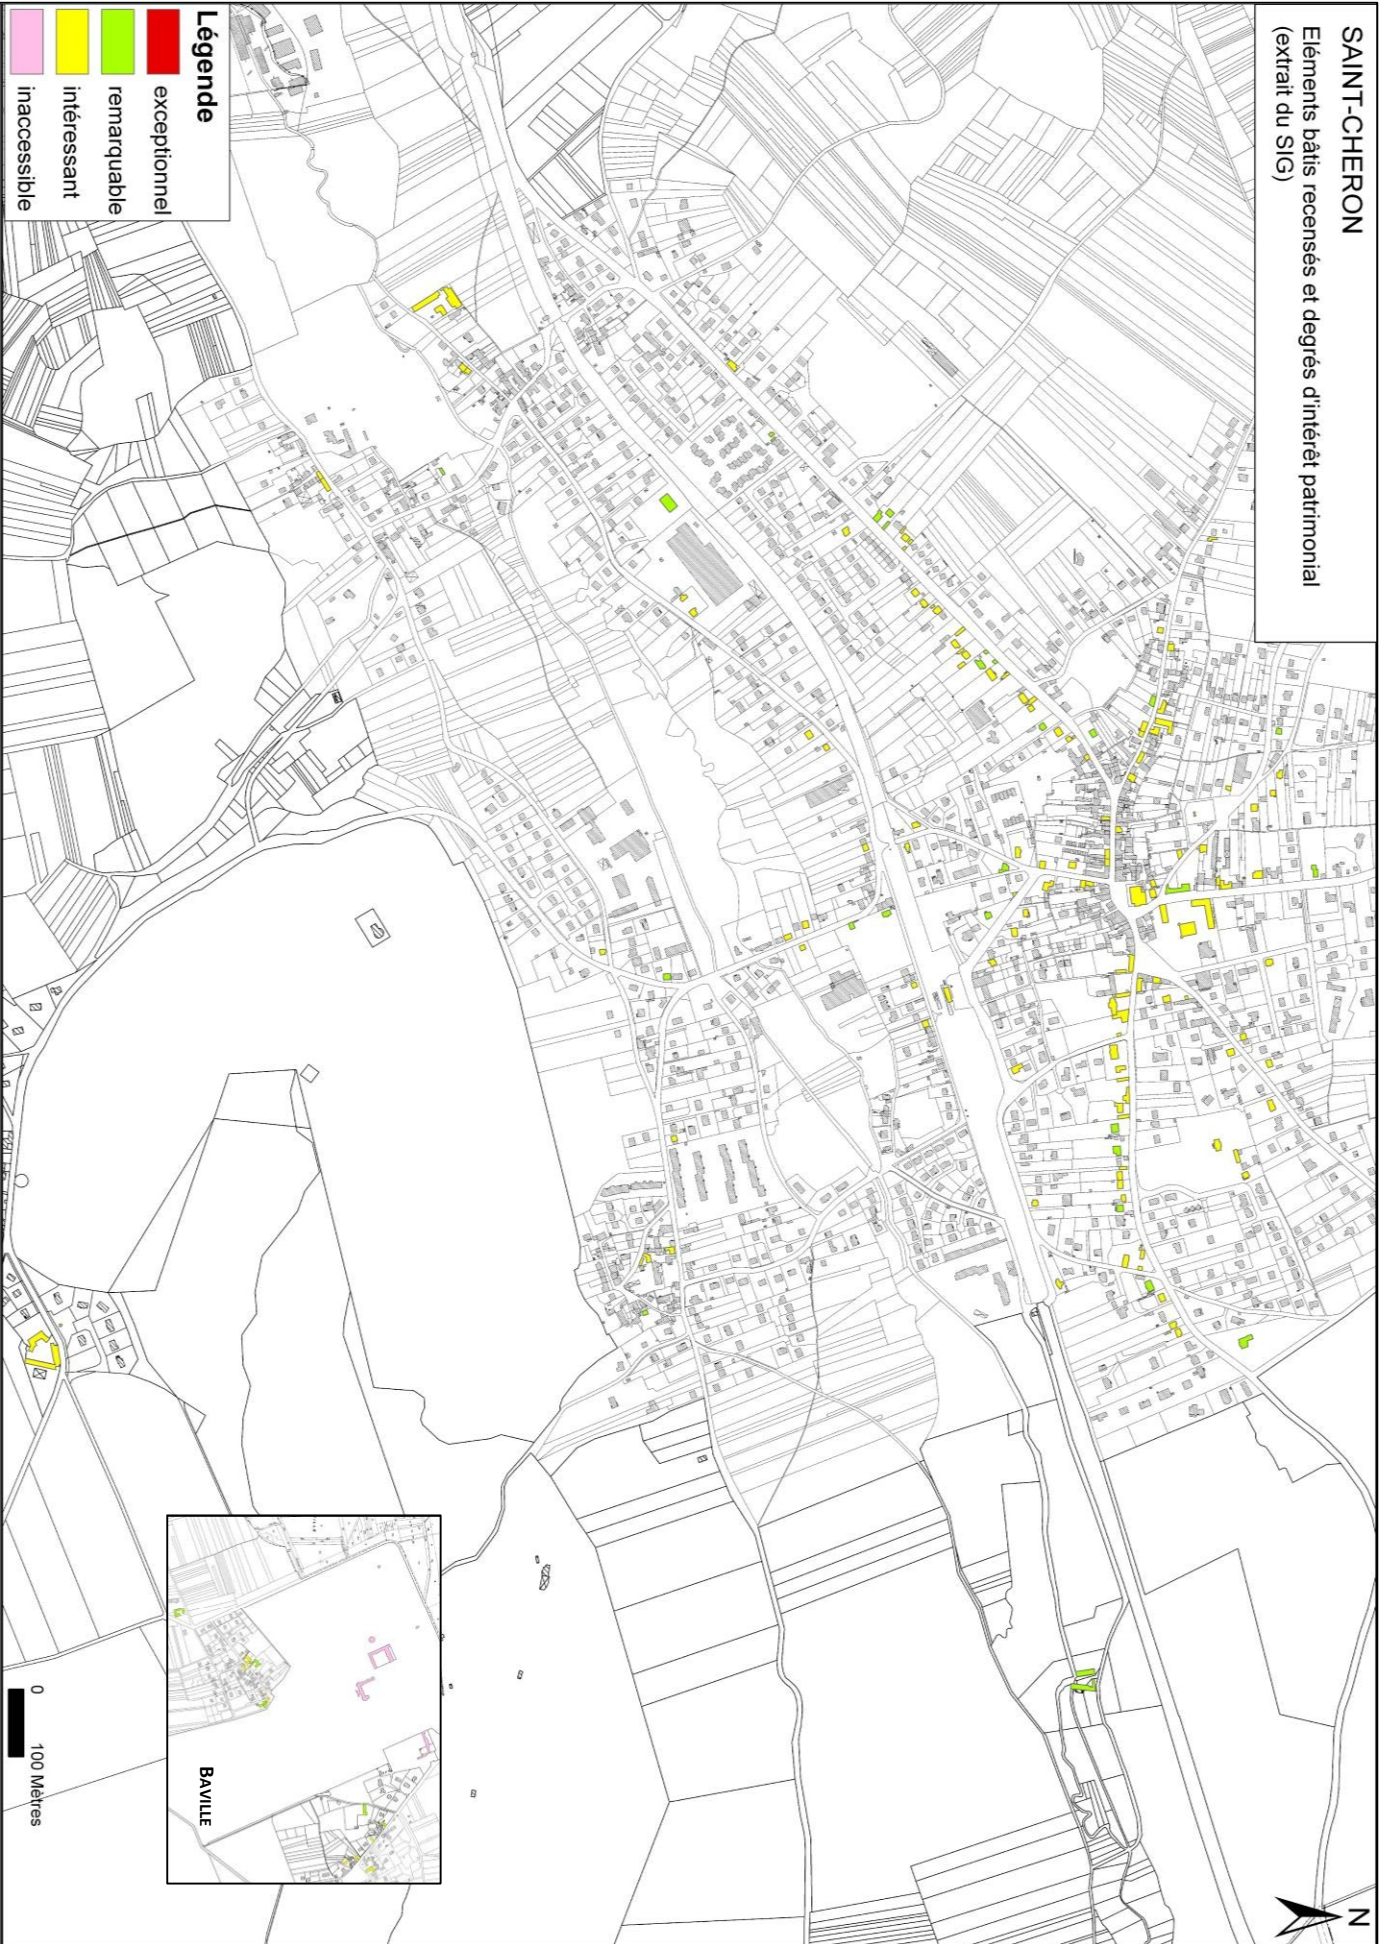 SAINT-CHERON
Eléments bâtis recensés et degrés d'intérêt patrimonial
(extrait du SIG)
N
Légende
exceptionnel
remarquable
intéressant
inaccessible
BAVILLE
0 100 Mètres